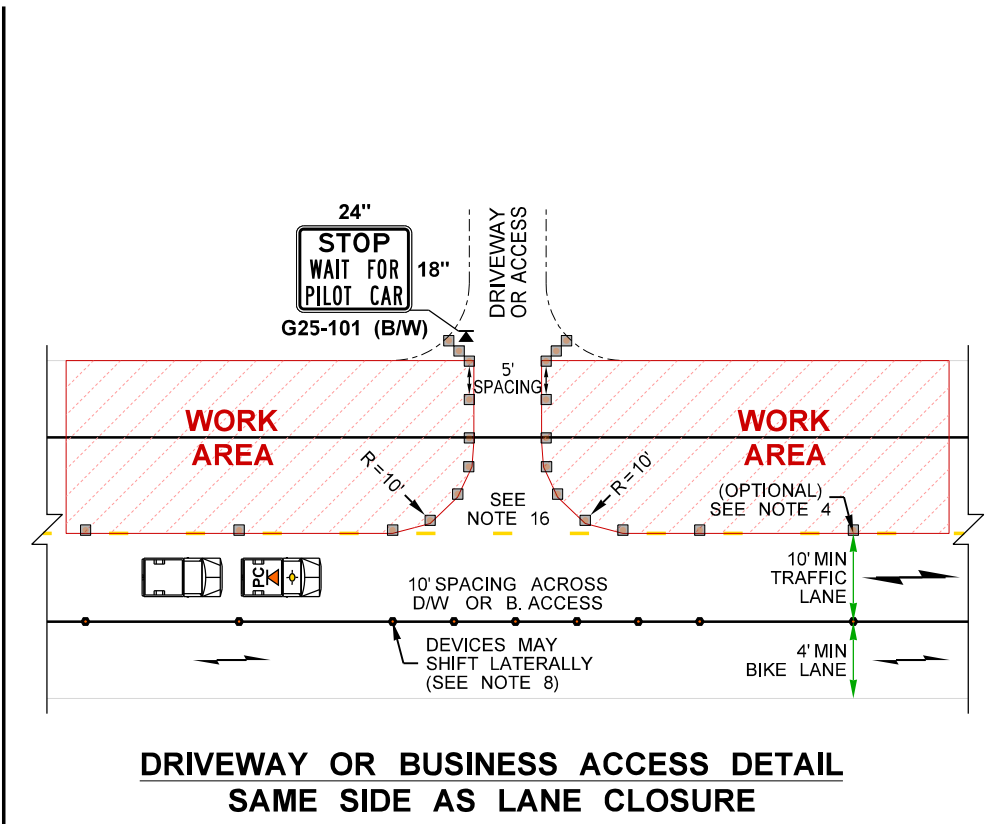 24"
STOP
WAIT FOR
PILOT CAR
18"
G25-101 (B/W)
DRIVEWAY
OR ACCESS
5'
SPACING
WORK
AREA
WORK
AREA
R=10'
R=10'
SEE
NOTE 16
(OPTIONAL)
SEE NOTE 4
PC
10' SPACING ACROSS
D/W OR B. ACCESS
10' MIN
TRAFFIC
LANE
DEVICES MAY
SHIFT LATERALLY
(SEE NOTE 8)
4' MIN
BIKE LANE
DRIVEWAY OR BUSINESS ACCESS DETAIL
SAME SIDE AS LANE CLOSURE